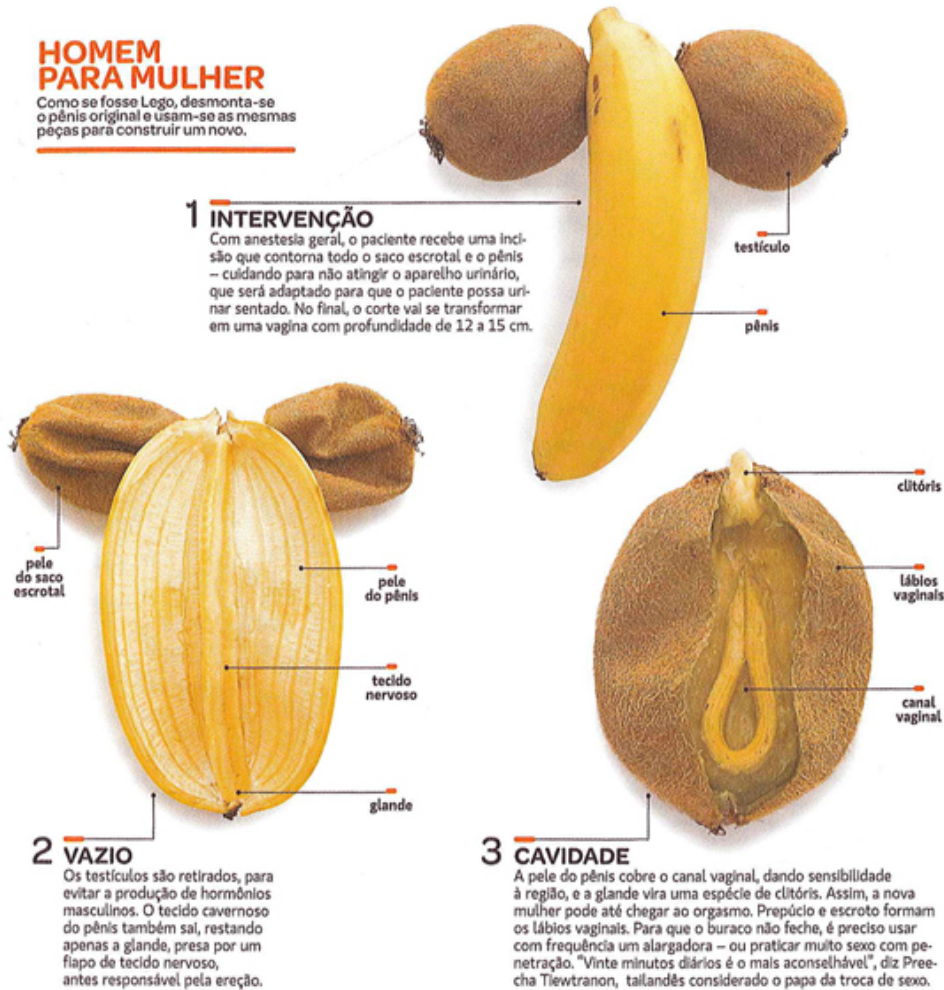 HOMEM
PARA MULHER
Como se fosse Lego, desmonta-se
o pênis original e usam-se as mesmas
peças para construir um novo.
1 INTERVENÇÃO
Com anestesia geral, o paciente recebe uma inci-
são que contorna todo o saco escrotal e o pênis
– cuidando para não atingir o aparelho urinário,
que será adaptado para que o paciente possa uri-
nar sentado. No final, o corte vai se transformar
em uma vagina com profundidade de 12 a 15 cm.
testículo
pênis
pele
do saco
escrotal
pele
do pênis
tecido
nervoso
glande
clitóris
lábios
vaginais
canal
vaginal
2 VAZIO
Os testículos são retirados, para
evitar a produção de hormônios
masculinos. O tecido cavernoso
do pênis também sai, restando
apenas a glande, presa por um
fiapo de tecido nervoso,
antes responsável pela ereção.
3 CAVIDADE
A pele do pênis cobre o canal vaginal, dando sensibilidade
à região, e a glande vira uma espécie de clitóris. Assim, a nova
mulher pode até chegar ao orgasmo. Prepúcio e escroto formam
os lábios vaginais. Para que o buraco não feche, é preciso usar
com frequência um alargadora – ou praticar muito sexo com pe-
netração. "Vinte minutos diários é o mais aconselhável", diz Pree-
cha Tiewtranon, tailandês considerado o papa da troca de sexo.